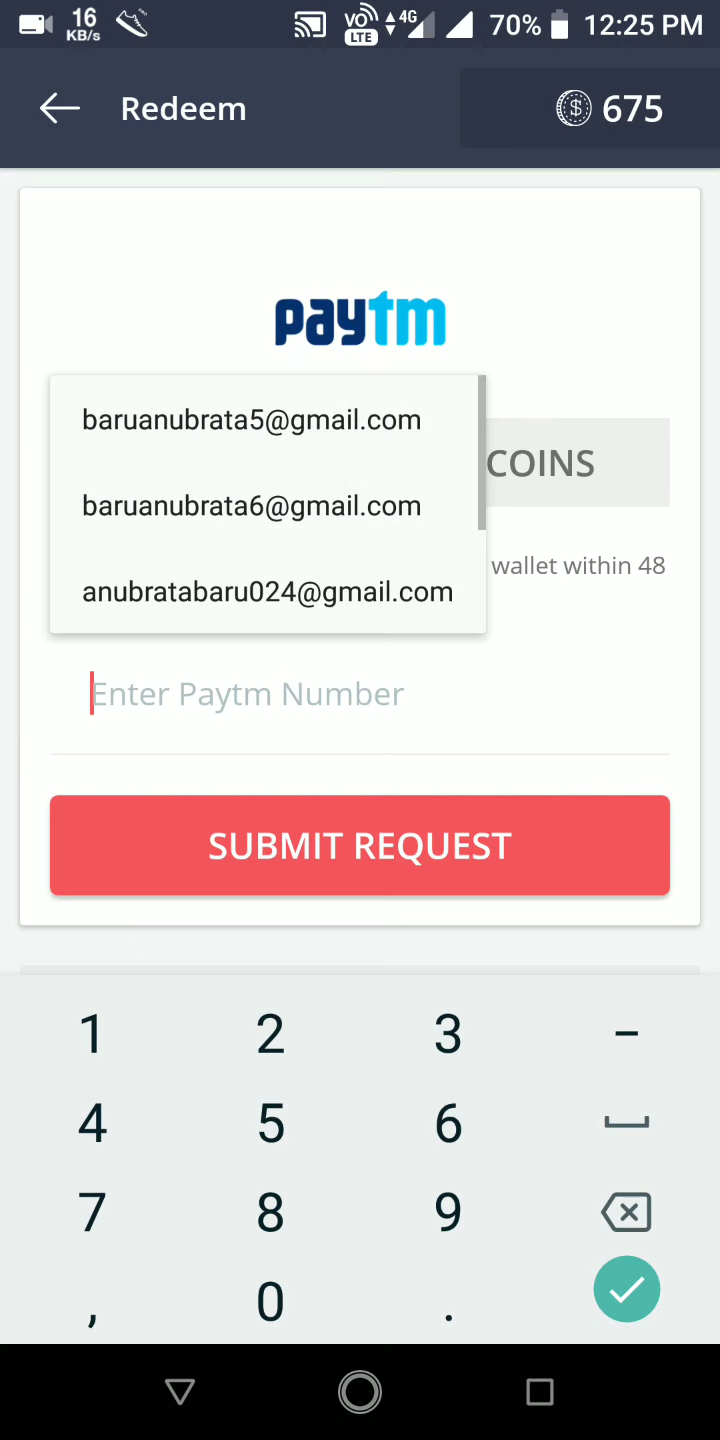 16
KB/s
VO
LTE
4G
70%
12:25 PM
Redeem
$ 675
paytm
baruanubrata5@gmail.com
baruanubrata6@gmail.com
COINS
wallet within 48
anubratabaru024@gmail.com
Enter Paytm Number
SUBMIT REQUEST
1 2 3 -
4 5 6
7 8 9
, 0 .